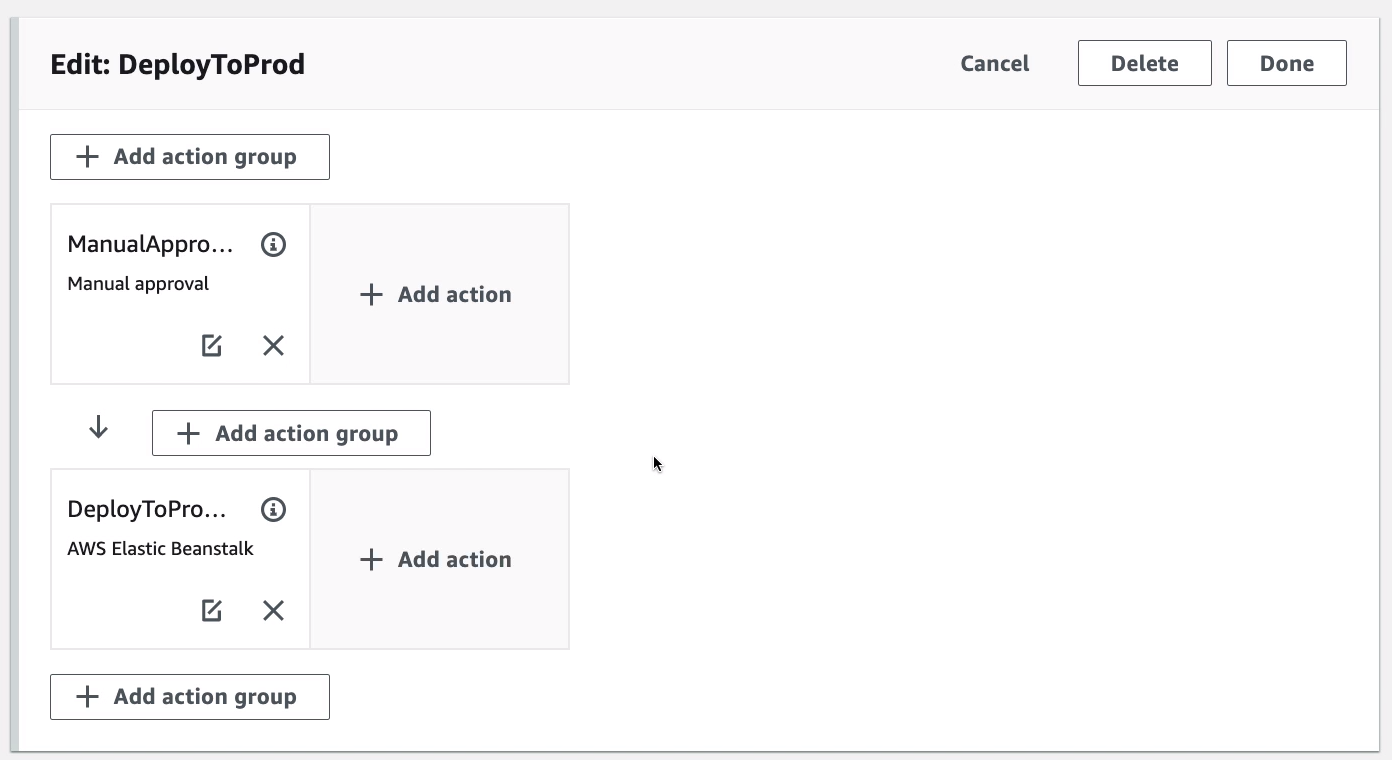 Edit: DeployToProd
Cancel
Delete
Done
Add action group
ManualAppro...
Manual approval
Add action
Add action group
DeployToPro...
AWS Elastic Beanstalk
Add action
Add action group